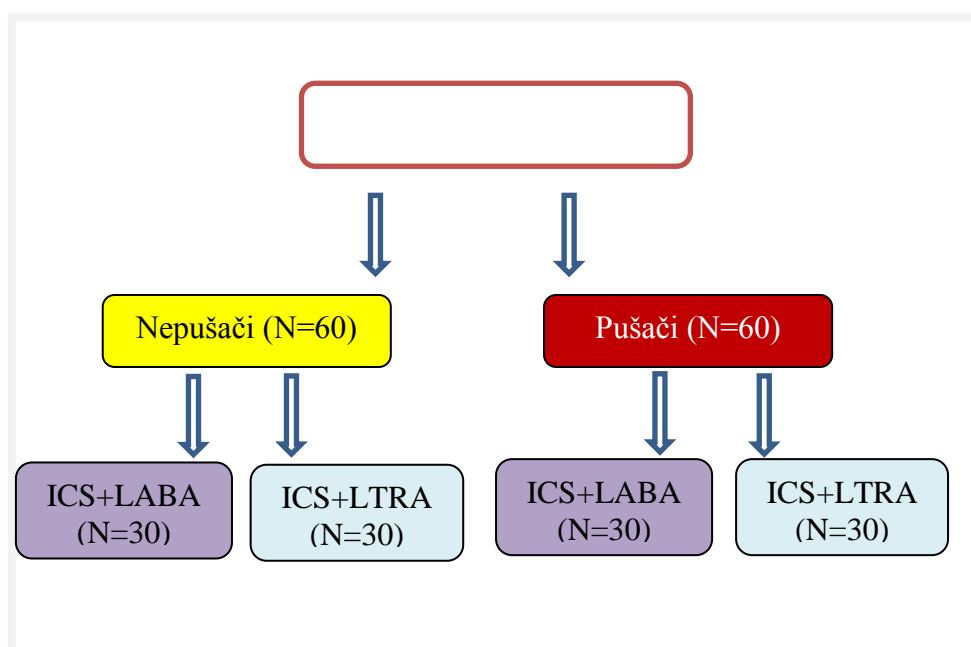 Nepušači (N=60)
Pušači (N=60)
ICS+LABA
(N=30)
ICS+LTRA
(N=30)
ICS+LABA
(N=30)
ICS+LTRA
(N=30)